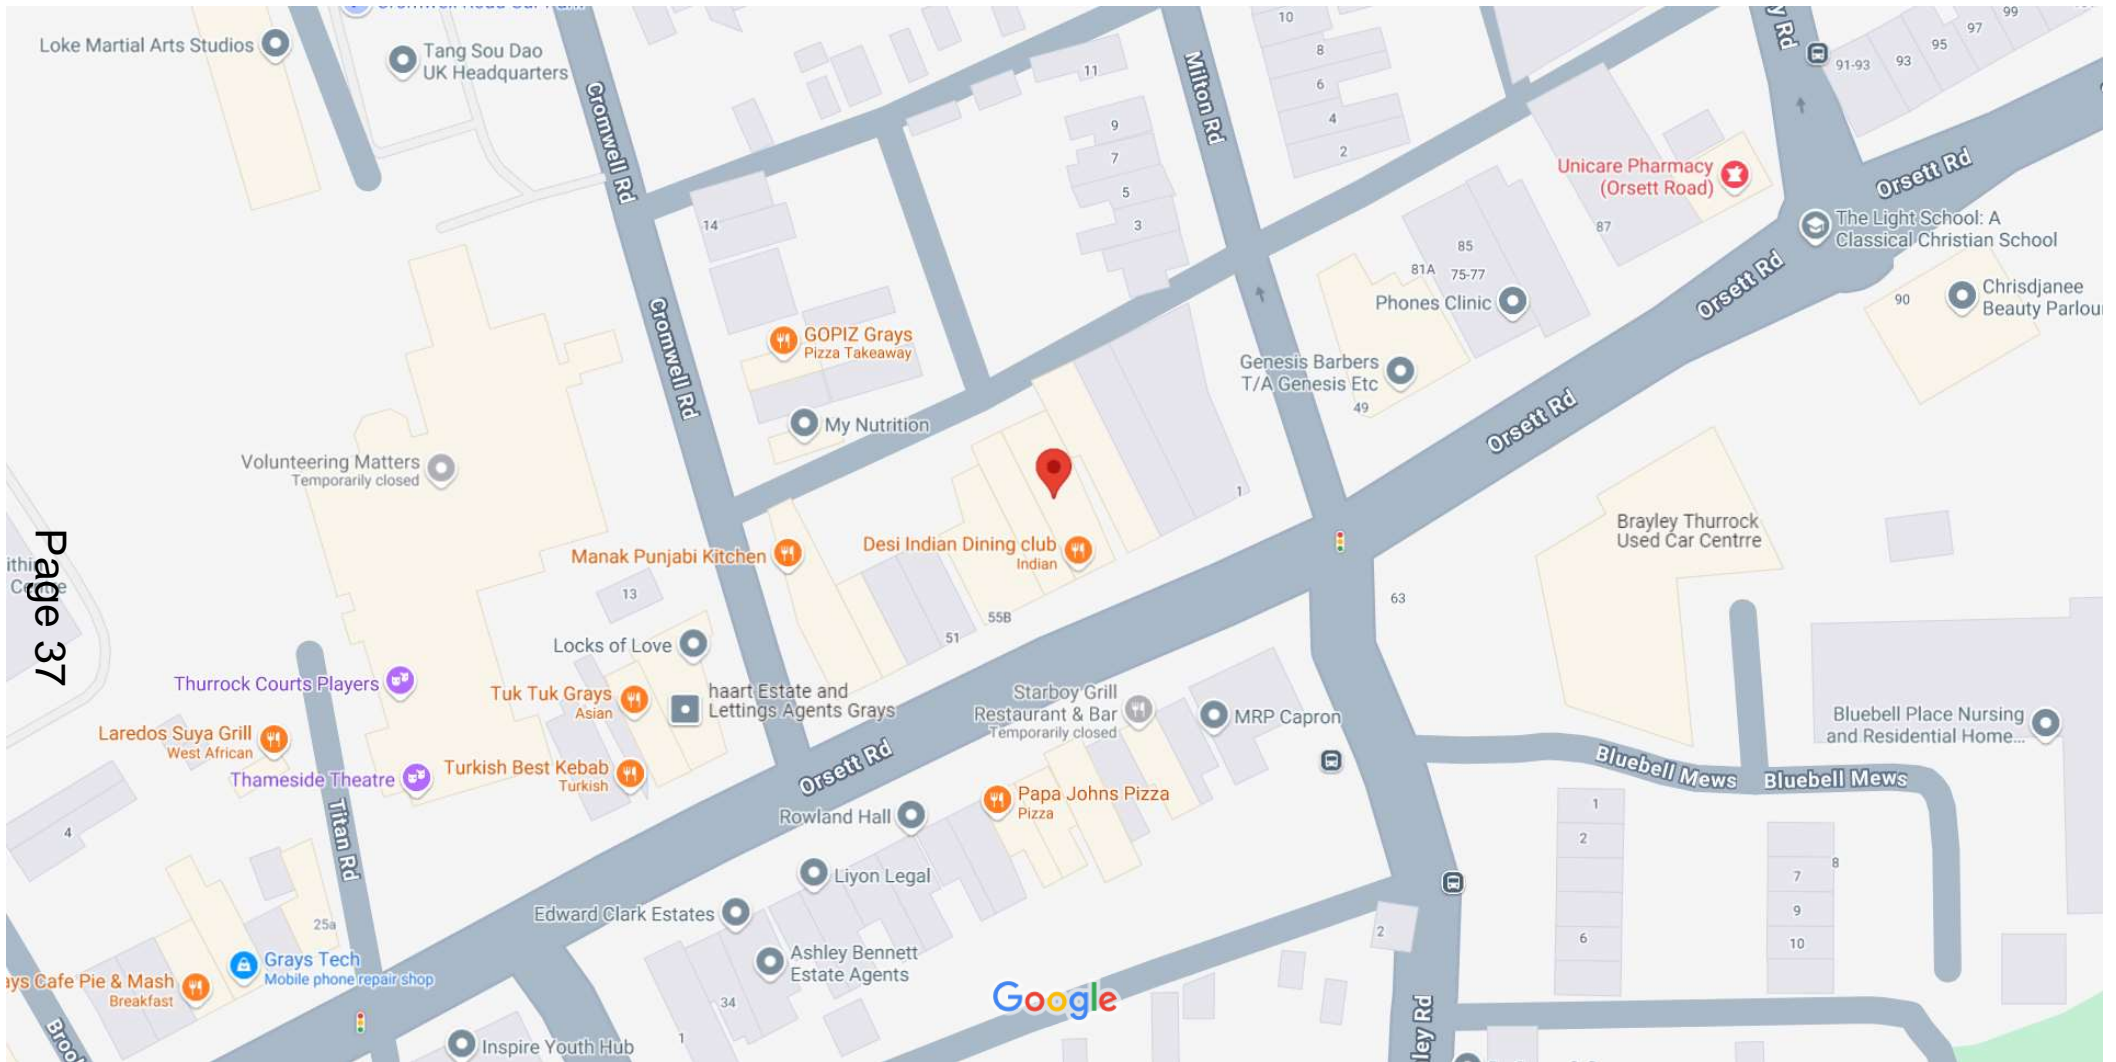 Loke Martial Arts Studios
Tang Sou Dao
UK Headquarters
Cromwell Rd
Milton Rd
10
8
6
4
2
11
9
7
5
3
14
y Rd
91-93
93
95
97
99
Orsett Rd
Unicare Pharmacy
(Orsett Road)
87
The Light School: A
Classical Christian School
85
81A
75-77
Phones Clinic
Orsett Rd
90
Chrisdjanee
Beauty Parlour
Cromwell Rd
GOPIZ Grays
Pizza Takeaway
My Nutrition
Genesis Barbers
T/A Genesis Etc
49
Orsett Rd
Volunteering Matters
Temporarily closed
1
Manak Punjabi Kitchen
Desi Indian Dining club
Indian
Brayley Thurrock
Used Car Centrre
Page 37
13
55B
51
63
Locks of Love
Thurrock Courts Players
Tuk Tuk Grays
Asian
haart Estate and
Lettings Agents Grays
Starboy Grill
Restaurant & Bar
Temporarily closed
MRP Capron
Bluebell Place Nursing
and Residential Home...
Laredos Suya Grill
West African
Thameside Theatre
Turkish Best Kebab
Turkish
Orsett Rd
Bluebell Mews
Bluebell Mews
Papa Johns Pizza
Pizza
Rowland Hall
4
Titan Rd
1
2
6
8
7
9
10
Liyon Legal
Edward Clark Estates
25a
Ashley Bennett
Estate Agents
2
Grays Tech
Mobile phone repair shop
ays Cafe Pie & Mash
Breakfast
34
1
Google
Inspire Youth Hub
ley Rd